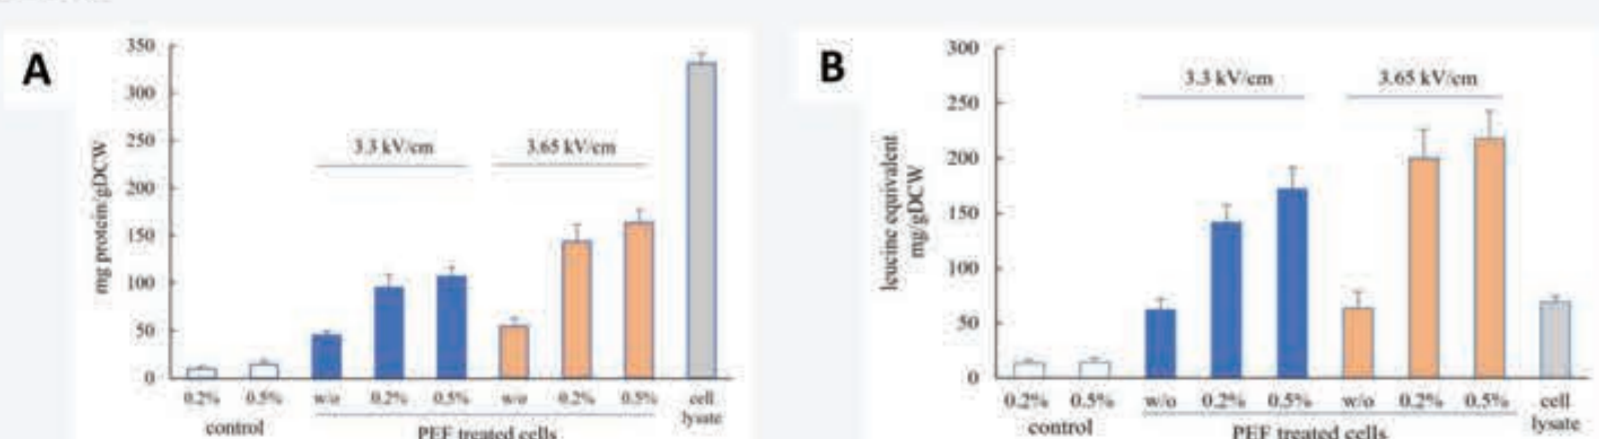 A
350
300
250
200
150
100
50
0
mg protein/gDCW
3.3 kV/cm
3.65 kV/cm
0.2% 0.5% w/o 0.2% 0.5% w/o 0.2% 0.5% cell
lysate
control
PEF treated cells
B
300
250
200
150
100
50
0
leucine equivalent
mg/gDCW
3.3 kV/cm
3.65 kV/cm
0.2% 0.5% w/o 0.2% 0.5% w/o 0.2% 0.5% cell
lysate
control
PEF treated cells